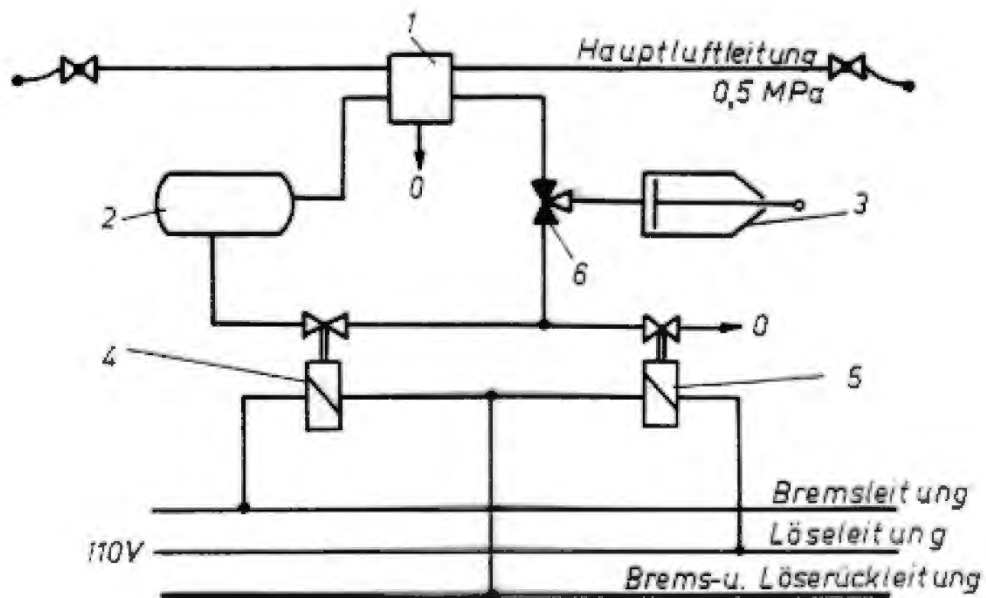 1
Hauptluftleitung
0,5 MPa
0
2
3
6
0
4
5
Bremsleitung
110V
Löseleitung
Brems-u. Löserückleitung